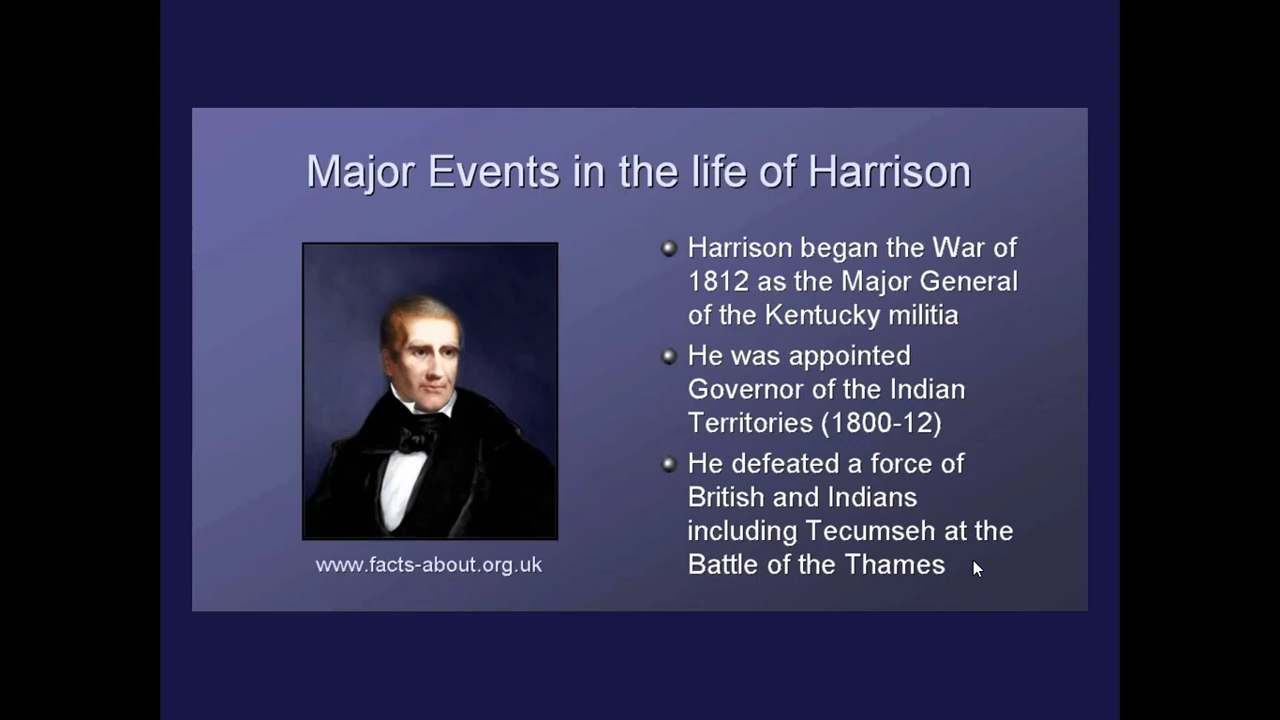 Major Events in the life of Harrison
Harrison began the War of
1812 as the Major General
of the Kentucky militia
He was appointed
Governor of the Indian
Territories (1800-12)
He defeated a force of
British and Indians
including Tecumseh at the
Battle of the Thames
www.facts-about.org.uk